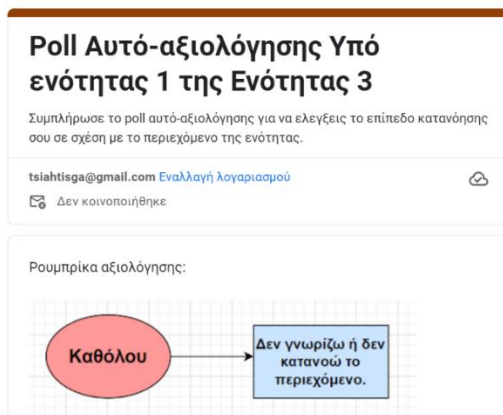 Poll Αυτό-αξιολόγησης Υπό
ενότητας 1 της Ενότητας 3
Συμπλήρωσε το poll αυτό-αξιολόγησης για να ελεγξεις το επίπεδο κατανόησης
σου σε σχέση με το περιεχόμενο της ενότητας.
tsiahtisga@gmail.com Εναλλαγή λογαριασμού
Δεν κοινοποιήθηκε
Ρουμπρίκα αξιολόγησης:
Καθόλου
Δεν γνωρίζω ή δεν
κατανοώ το
περιεχόμενο.